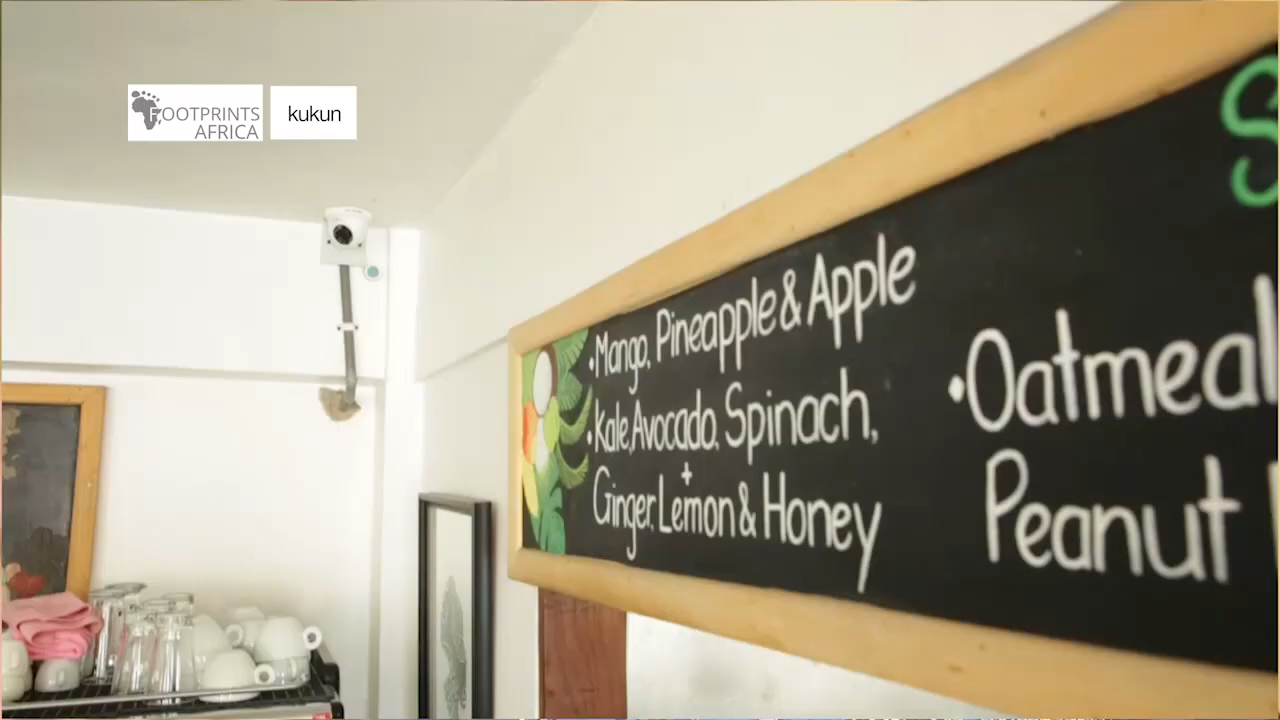 FOOTPRINTS
AFRICA
kukun
S
•Mango, Pineapple & Apple
•Kale, Avocado, Spinach,
+
Ginger, Lemon & Honey
•Oatmeal
Peanut